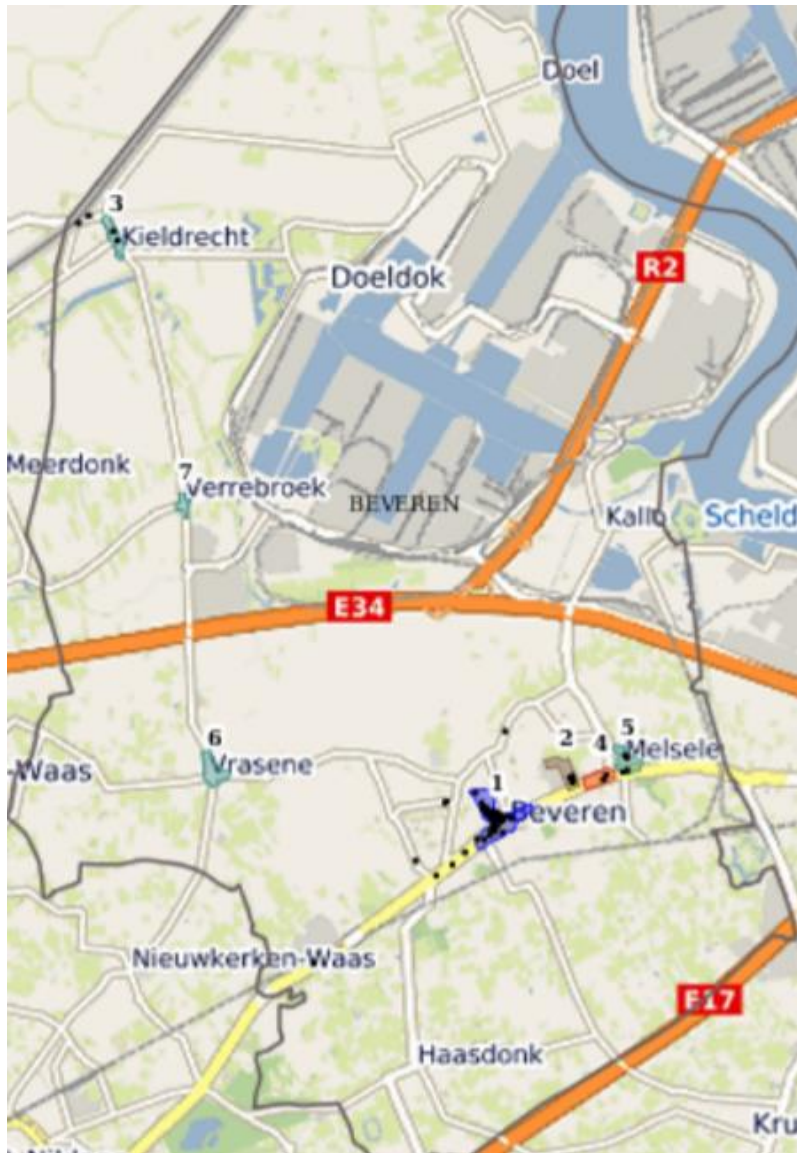 Doel
3
Kieldrecht
R2
Doeldok
Meerdonk
7
Verrebroek
BEVEREN
Kallo
Scheld
E34
6
Vrasene
2
4
5
Melsele
-Waas
1
Beveren
Nieuwkerken-Waas
E17
Haasdonk
Kru